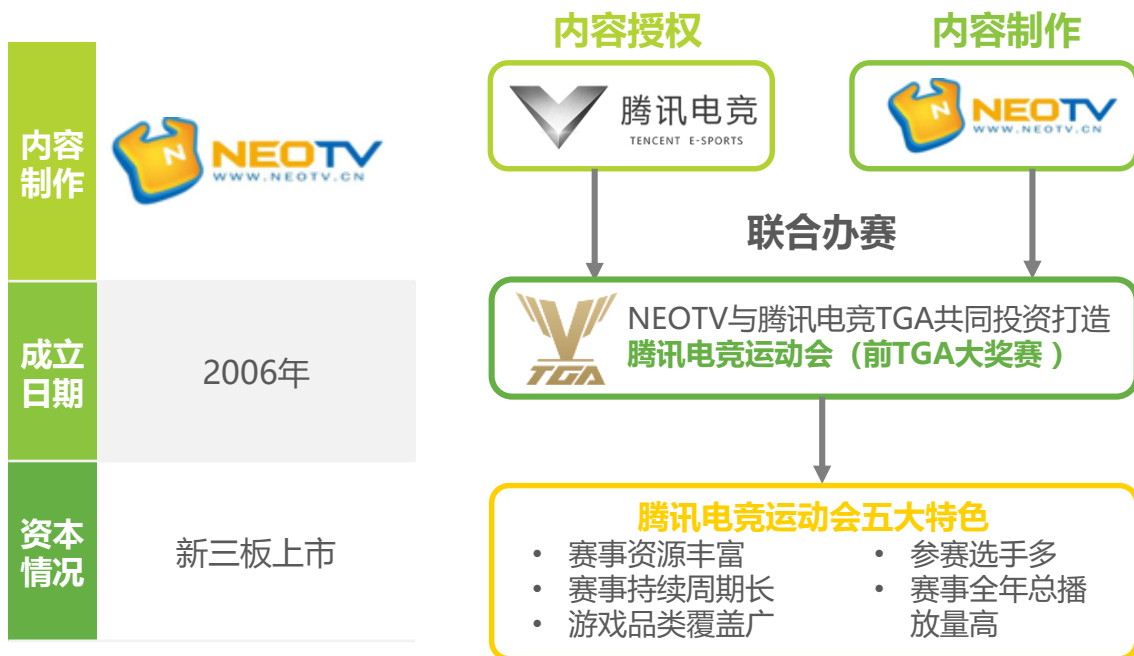 内容
制作
NEOTV
WWW.NEOTV.CN
成立
日期
2006年
资本
情况
新三板上市
内容授权
内容制作
腾讯电竞
TENCENT E-SPORTS
N
NEOTV
WWW.NEOTV.CN
联合办赛
TGA
NEOTV与腾讯电竞TGA共同投资打造
腾讯电竞运动会（前TGA大奖赛）
腾讯电竞运动会五大特色
• 赛事资源丰富
• 赛事持续周期长
• 游戏品类覆盖广
• 参赛选手多
• 赛事全年总播
放量高